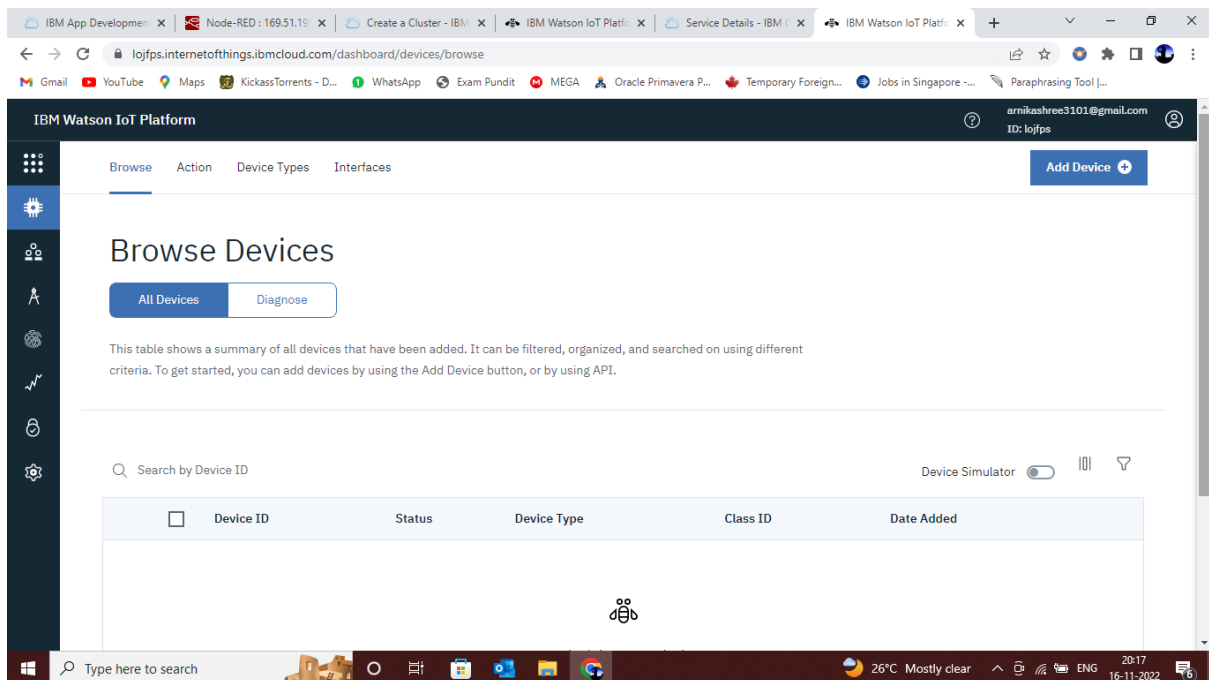 IBM App Developmen
Node-RED : 169.51.19
Create a Cluster - IBM
IBM Watson IoT Platfo
Service Details - IBM C
IBM Watson IoT Platfo
lojfps.internetofthings.ibmcloud.com/dashboard/devices/browse
Gmail YouTube Maps KickassTorrents - D... WhatsApp Exam Pundit MEGA Oracle Primavera P... Temporary Foreign... Jobs in Singapore -... Paraphrasing Tool |...
IBM Watson IoT Platform
arnikashree3101@gmail.com
ID: lojfps
Browse Action Device Types Interfaces
Add Device
Browse Devices
All Devices Diagnose
This table shows a summary of all devices that have been added. It can be filtered, organized, and searched on using different
criteria. To get started, you can add devices by using the Add Device button, or by using API.
Search by Device ID
Device Simulator
Device ID Status Device Type Class ID Date Added
Type here to search
26°C Mostly clear
ENG
20:17
16-11-2022
6